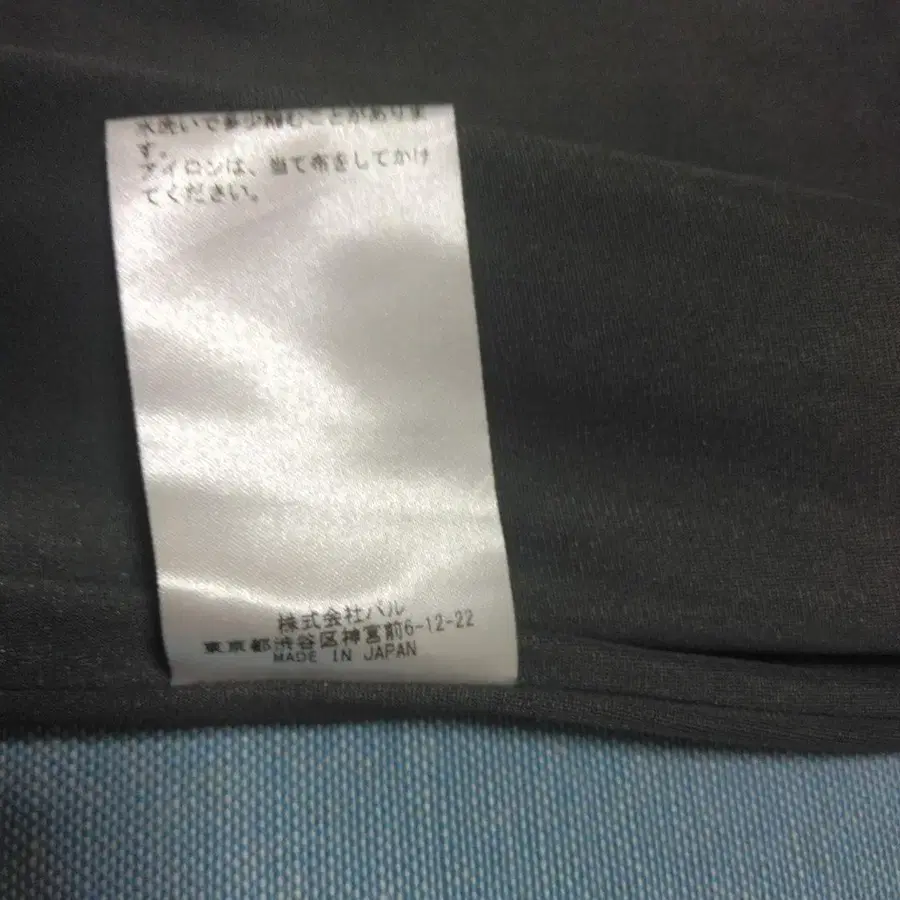 水洗いで多少縮むことがありま
す。
アイロンは、当て布をしてかけ
てください。
株式会社パル
東京都渋谷区神宮前6-12-22
MADE IN JAPAN